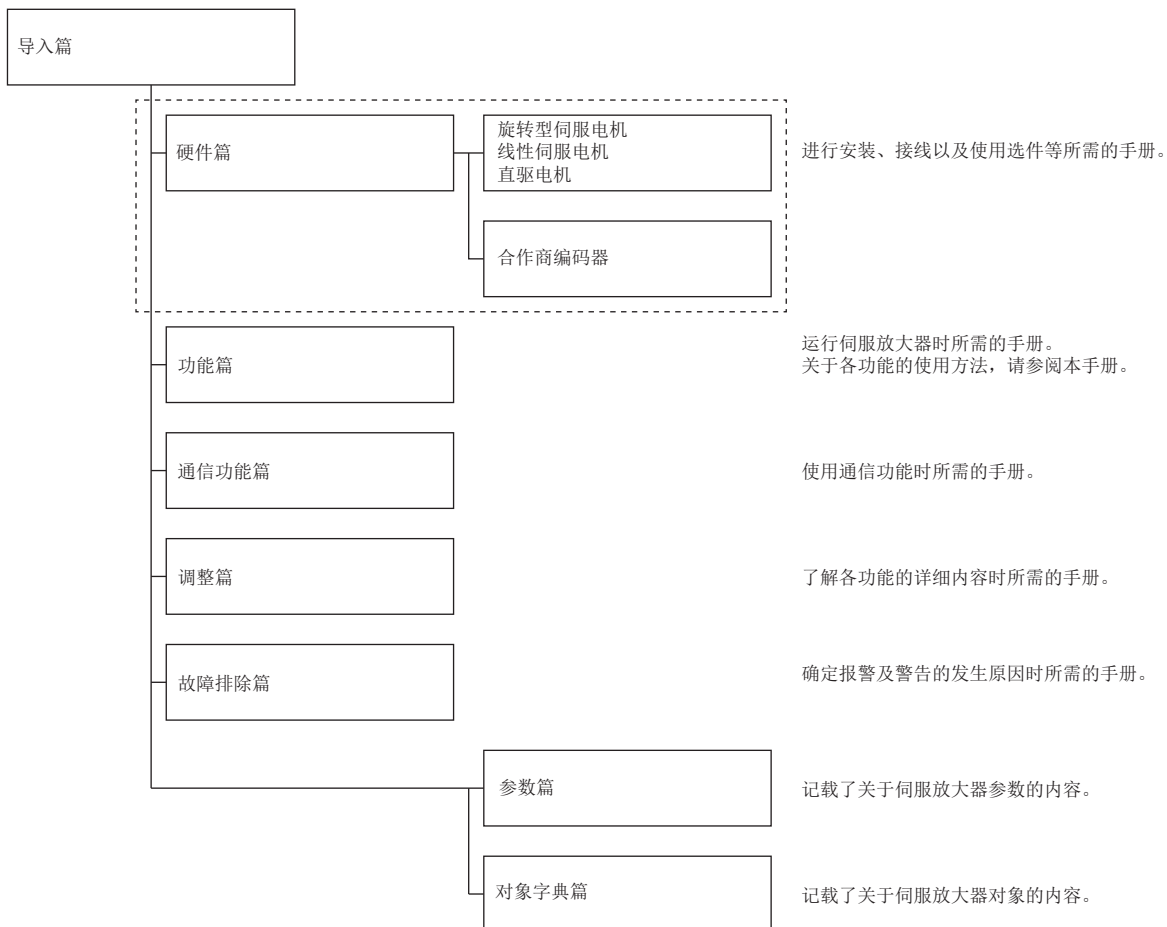 导入篇
硬件篇
旋转型伺服电机
线性伺服电机
直驱电机
进行安装、接线以及使用选件等所需的手册。
合作商编码器
功能篇
运行伺服放大器时所需的手册。
关于各功能的使用方法，请参阅本手册。
通信功能篇
使用通信功能时所需的手册。
调整篇
了解各功能的详细内容时所需的手册。
故障排除篇
确定报警及警告的发生原因时所需的手册。
参数篇
记载了关于伺服放大器参数的内容。
对象字典篇
记载了关于伺服放大器对象的内容。